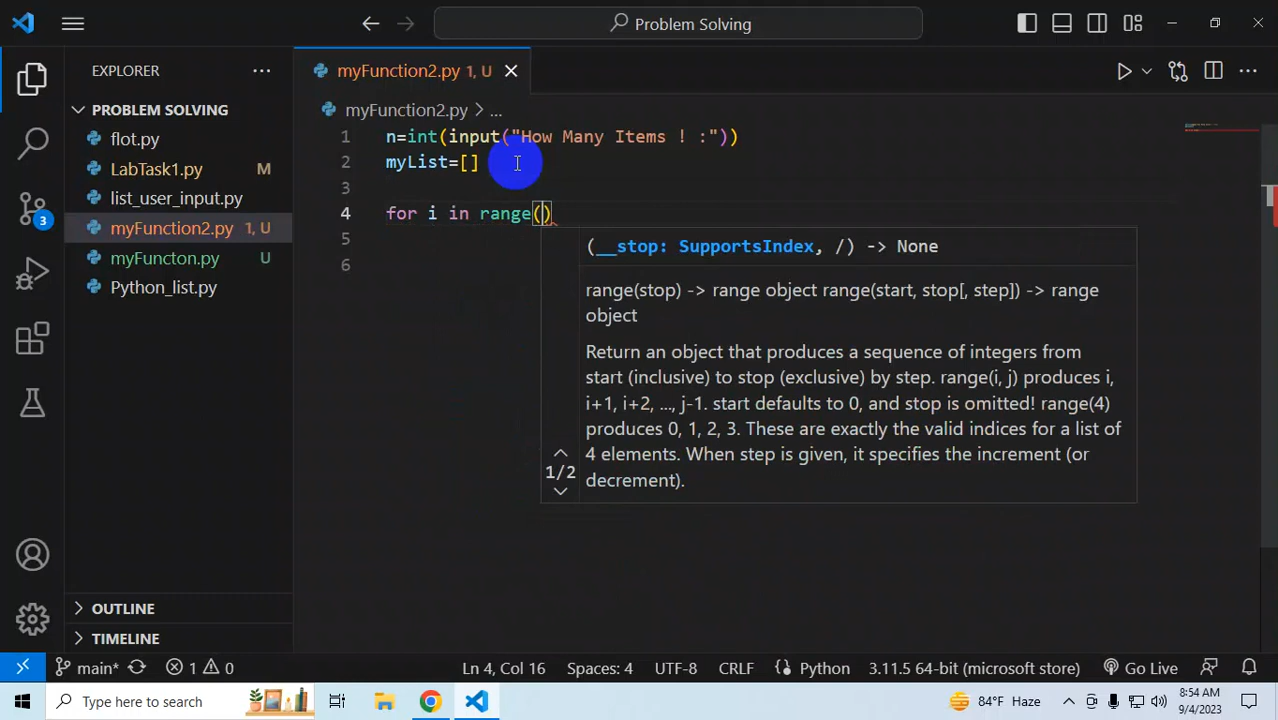 Problem Solving
EXPLORER
myFunction2.py 1, U
PROBLEM SOLVING
flot.py
LabTask1.py M
list_user_input.py
myFunction2.py 1, U
myFuncton.py U
Python_list.py
OUTLINE
TIMELINE
3
myFunction2.py > ...
1 n=int(input("How Many Items ! :"))
2 myList=[]
3
4 for i in range()
5
6
(__stop: SupportsIndex, /) -> None
range(stop) -> range object range(start, stop[, step]) -> range
object
Return an object that produces a sequence of integers from
start (inclusive) to stop (exclusive) by step. range(i, j) produces i,
i+1, i+2, ..., j-1. start defaults to 0, and stop is omitted! range(4)
produces 0, 1, 2, 3. These are exactly the valid indices for a list of
4 elements. When step is given, it specifies the increment (or
decrement).
1/2
main* 1 0 Ln 4, Col 16 Spaces: 4 UTF-8 CRLF Python 3.11.5 64-bit (microsoft store) Go Live
Type here to search 84°F Haze 8:54 AM
9/4/2023